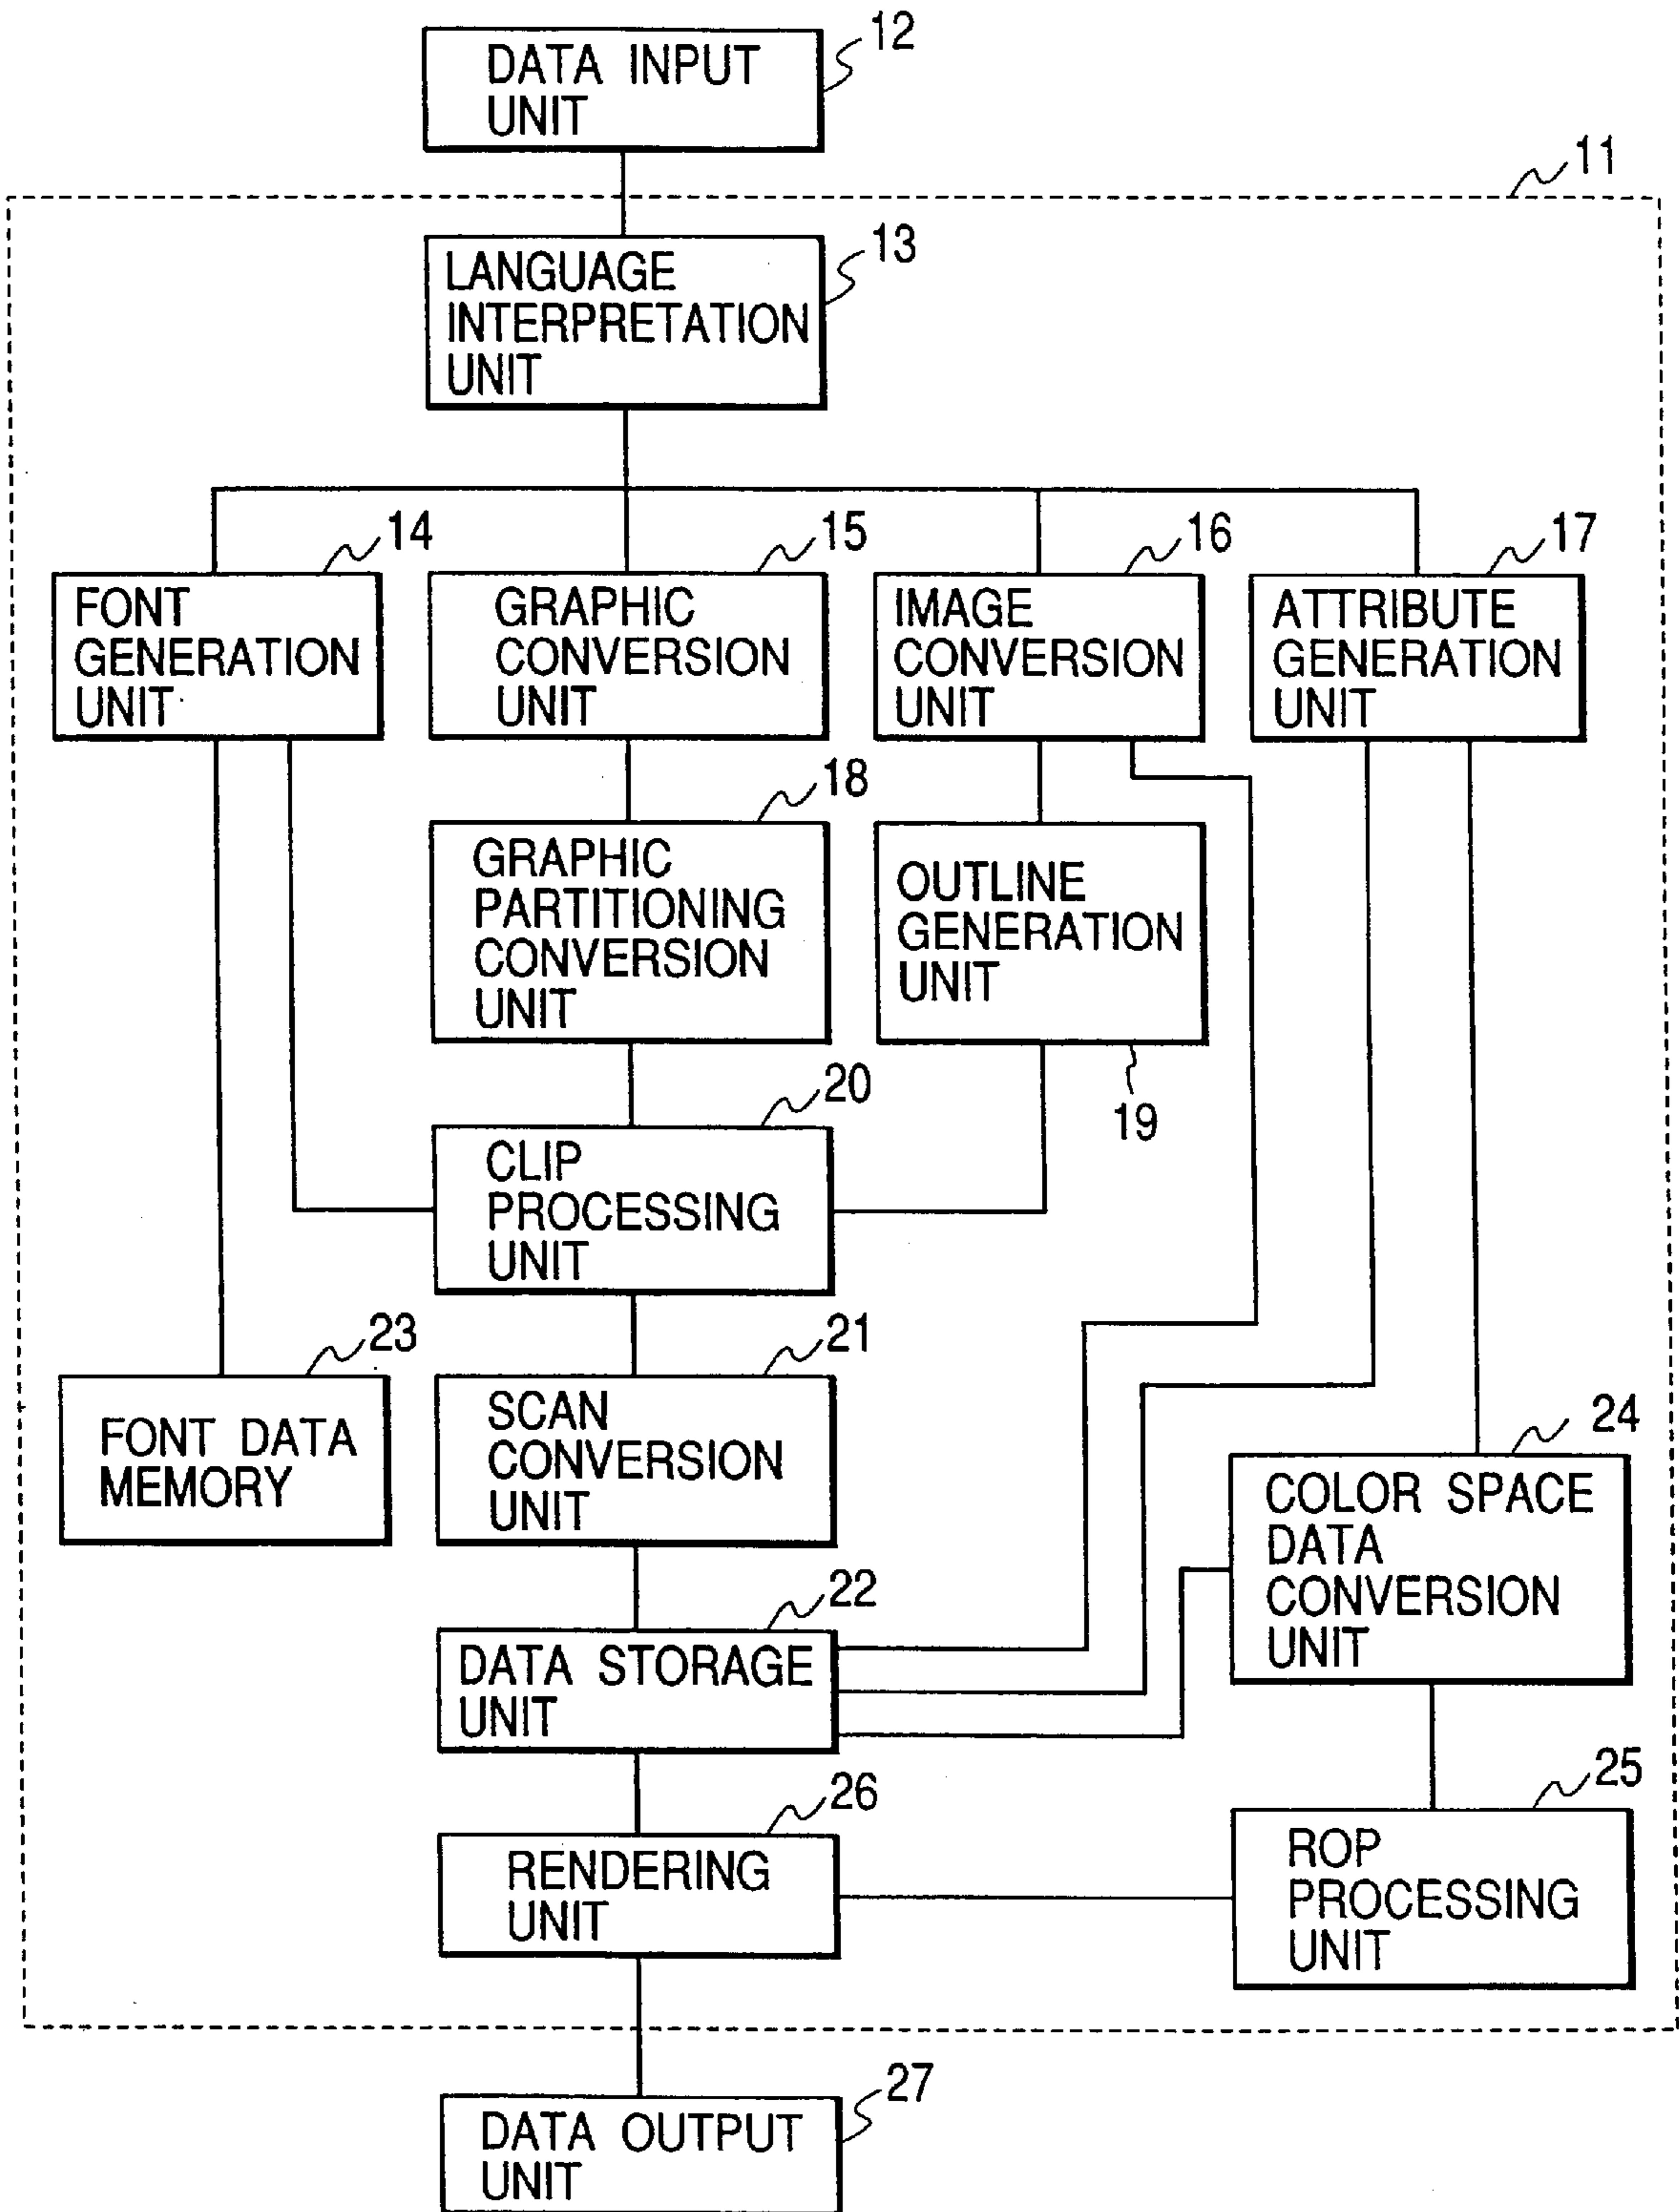 12
DATA INPUT
UNIT
11
13
LANGUAGE
INTERPRETATION
UNIT
14
15
16
17
FONT
GENERATION
UNIT
GRAPHIC
CONVERSION
UNIT
IMAGE
CONVERSION
UNIT
ATTRIBUTE
GENERATION
UNIT
18
GRAPHIC
PARTITIONING
CONVERSION
UNIT
OUTLINE
GENERATION
UNIT
19
20
CLIP
PROCESSING
UNIT
23
FONT DATA
MEMORY
21
SCAN
CONVERSION
UNIT
24
COLOR SPACE
DATA
CONVERSION
UNIT
22
DATA STORAGE
UNIT
26
RENDERING
UNIT
25
ROP
PROCESSING
UNIT
27
DATA OUTPUT
UNIT